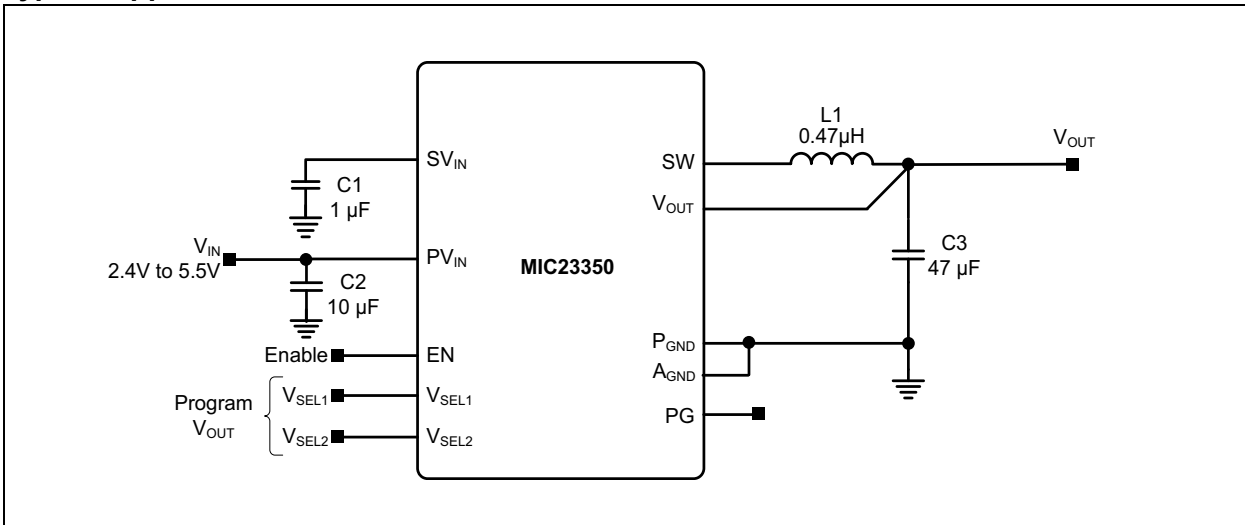 SVIN
C1
1 µF
VIN
2.4V to 5.5V
PVIN
C2
10 µF
Enable
EN
Program
VOUT
VSEL1
VSEL1
VSEL2
VSEL2
MIC23350
SW
L1
0.47µH
VOUT
VOUT
C3
47 µF
PGND
AGND
PG